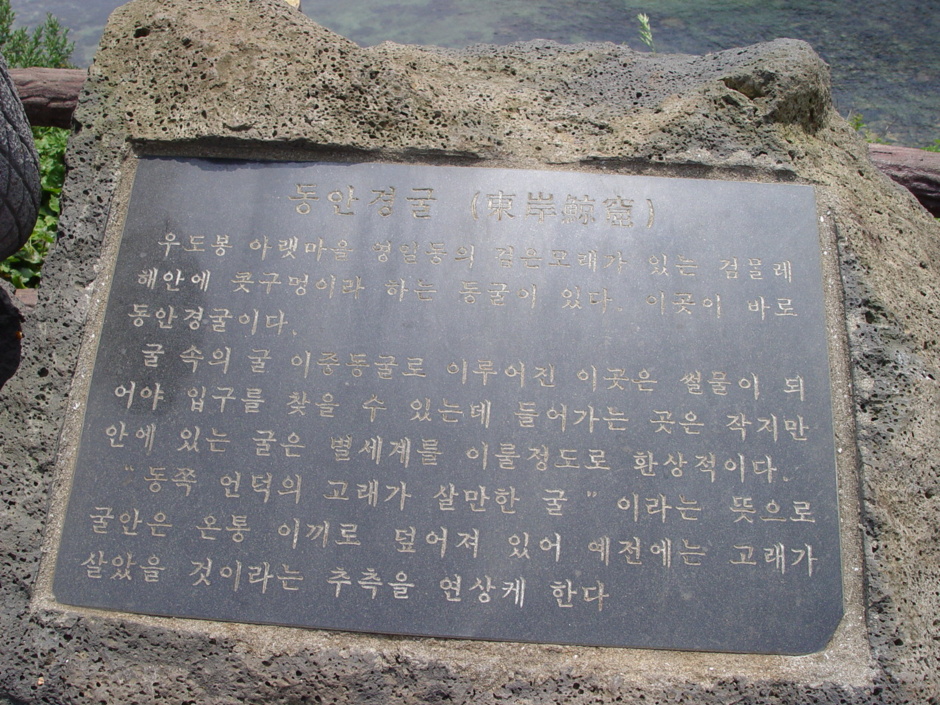 동안경굴 (東岸鯨窟)
우도봉 아랫마을 영일동의 검은모래가 있는 검물레
해안에 콧구멍이라 하는 동굴이 있다. 이곳이 바로
동안경굴이다.
굴 속의 굴 이중동굴로 이루어진 이곳은 썰물이 되
어야 입구를 찾을 수 있는데 들어가는 곳은 작지만
안에 있는 굴은 별세계를 이룰정도로 환상적이다.
"동쪽 언덕의 고래가 살만한 굴" 이라는 뜻으로
굴안은 온통 이끼로 덮어져 있어 예전에는 고래가
살았을 것이라는 추측을 연상케 한다